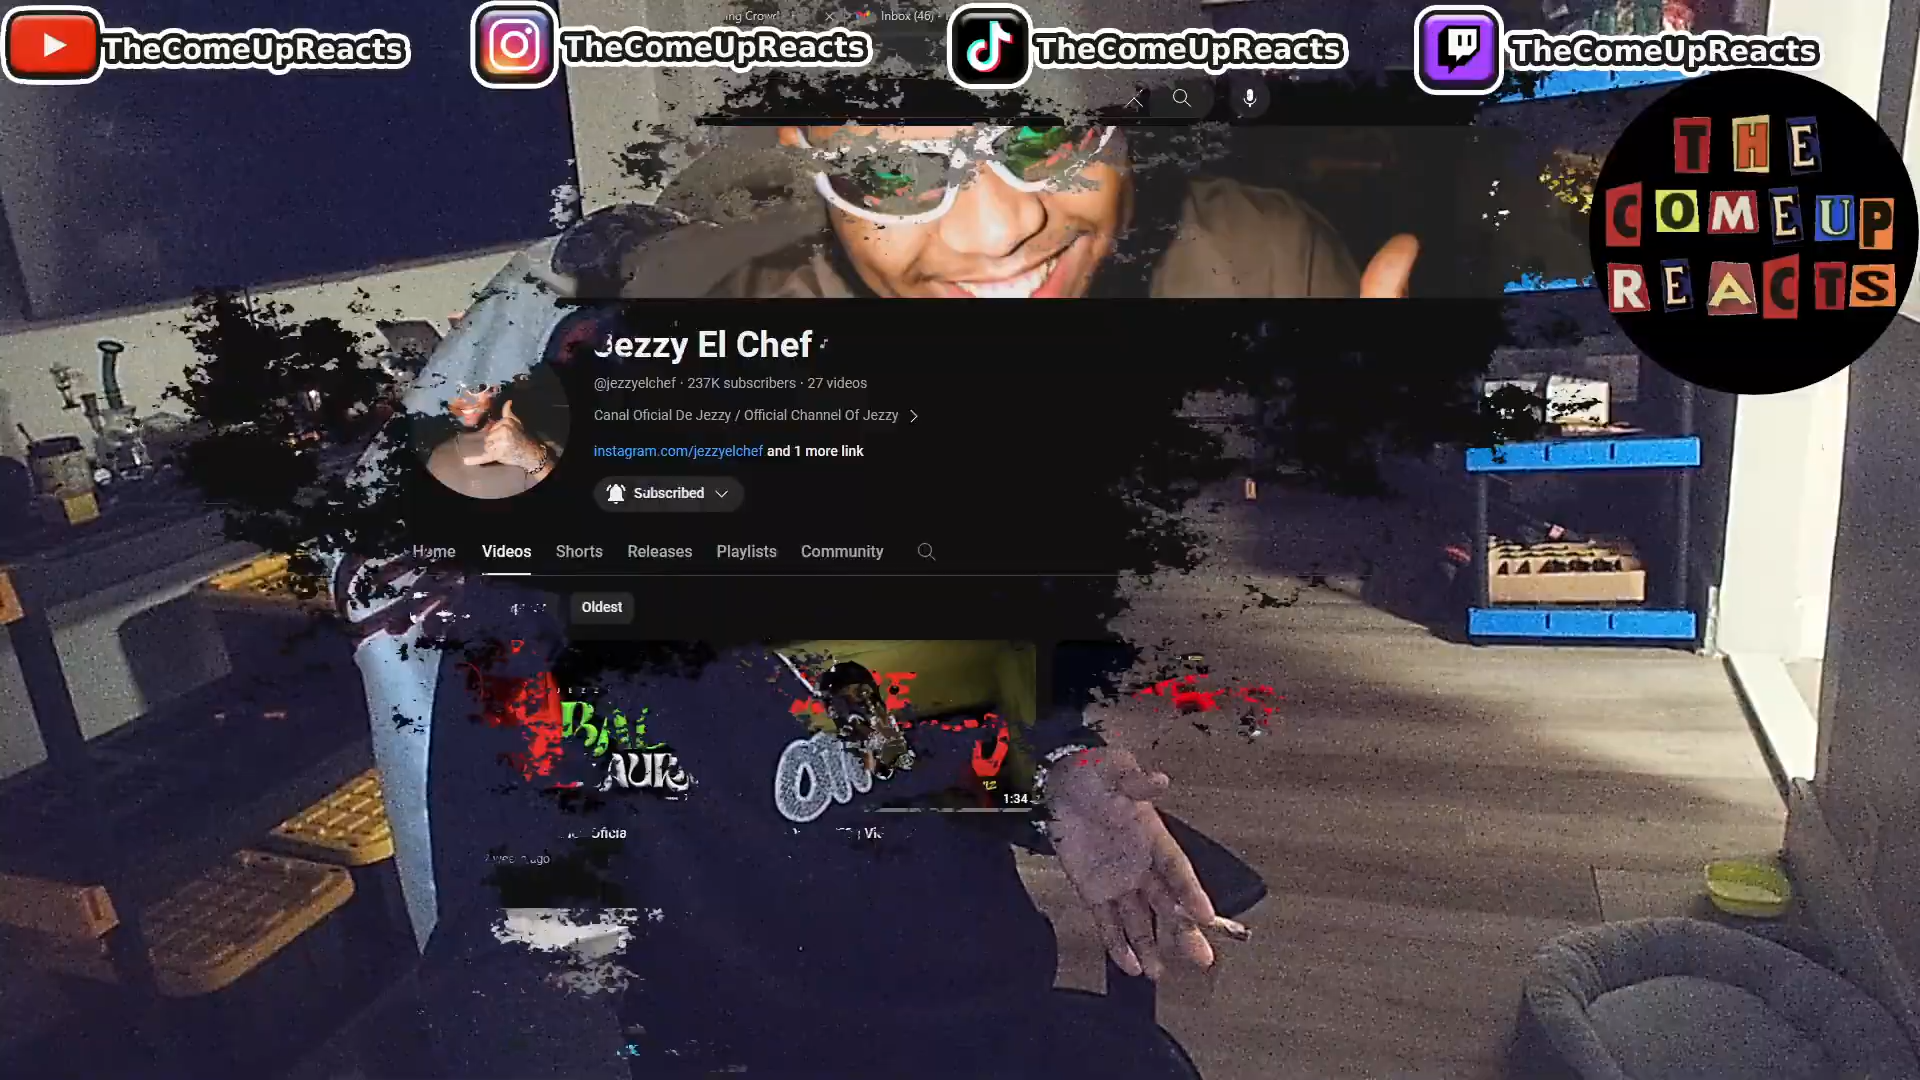 Inbox (46)
TheComeUpReacts
TheComeUpReacts
TheComeUpReacts
TheComeUpReacts
THE
COME UP
REACTS
Jezzy El Chef
@jezzyelchef · 237K subscribers · 27 videos
Canal Oficial De Jezzy / Official Channel Of Jezzy
instagram.com/jezzyelchef and 1 more link
Subscribed
Home Videos Shorts Releases Playlists Community
Oldest
1:34